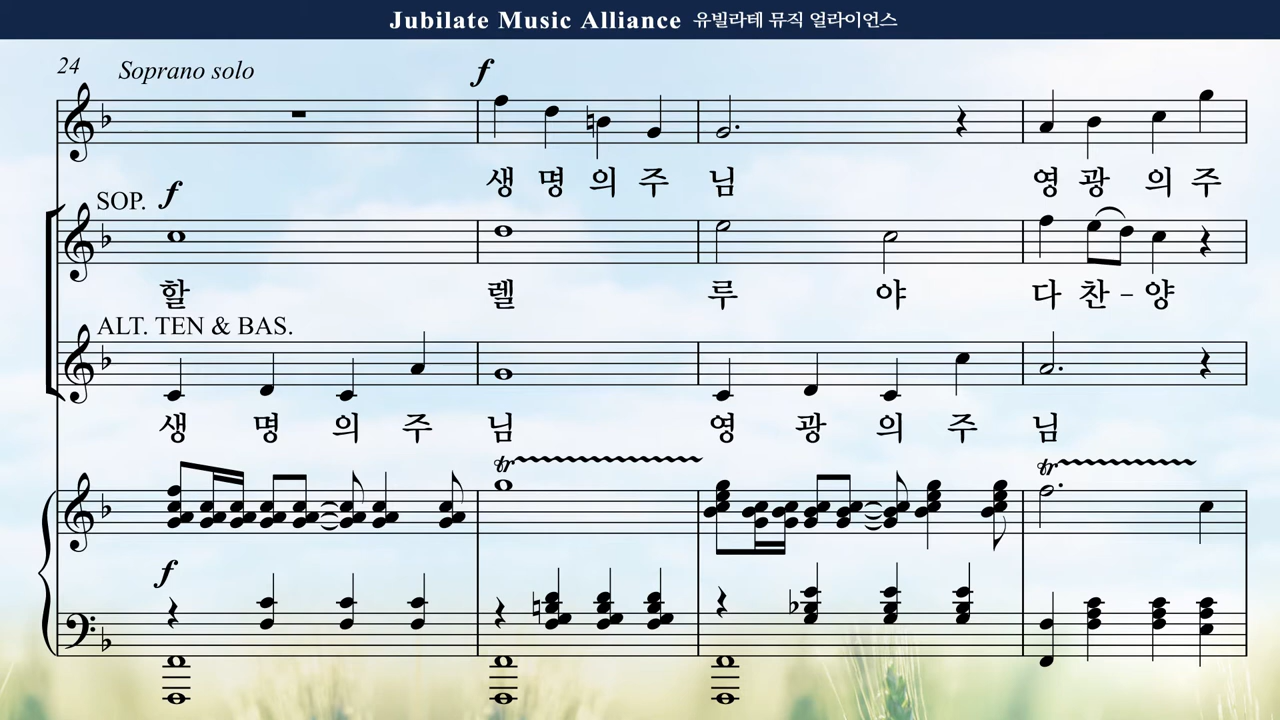 Jubilate Music Alliance 유빌라테 뮤직 얼라이언스
24 Soprano solo
f
생 명 의 주 님 영 광 의 주
SOP. f
할 렐 루 야 다 찬 - 양
ALT. TEN & BAS.
생 명 의 주 님 영 광 의 주 님
tr tr
f